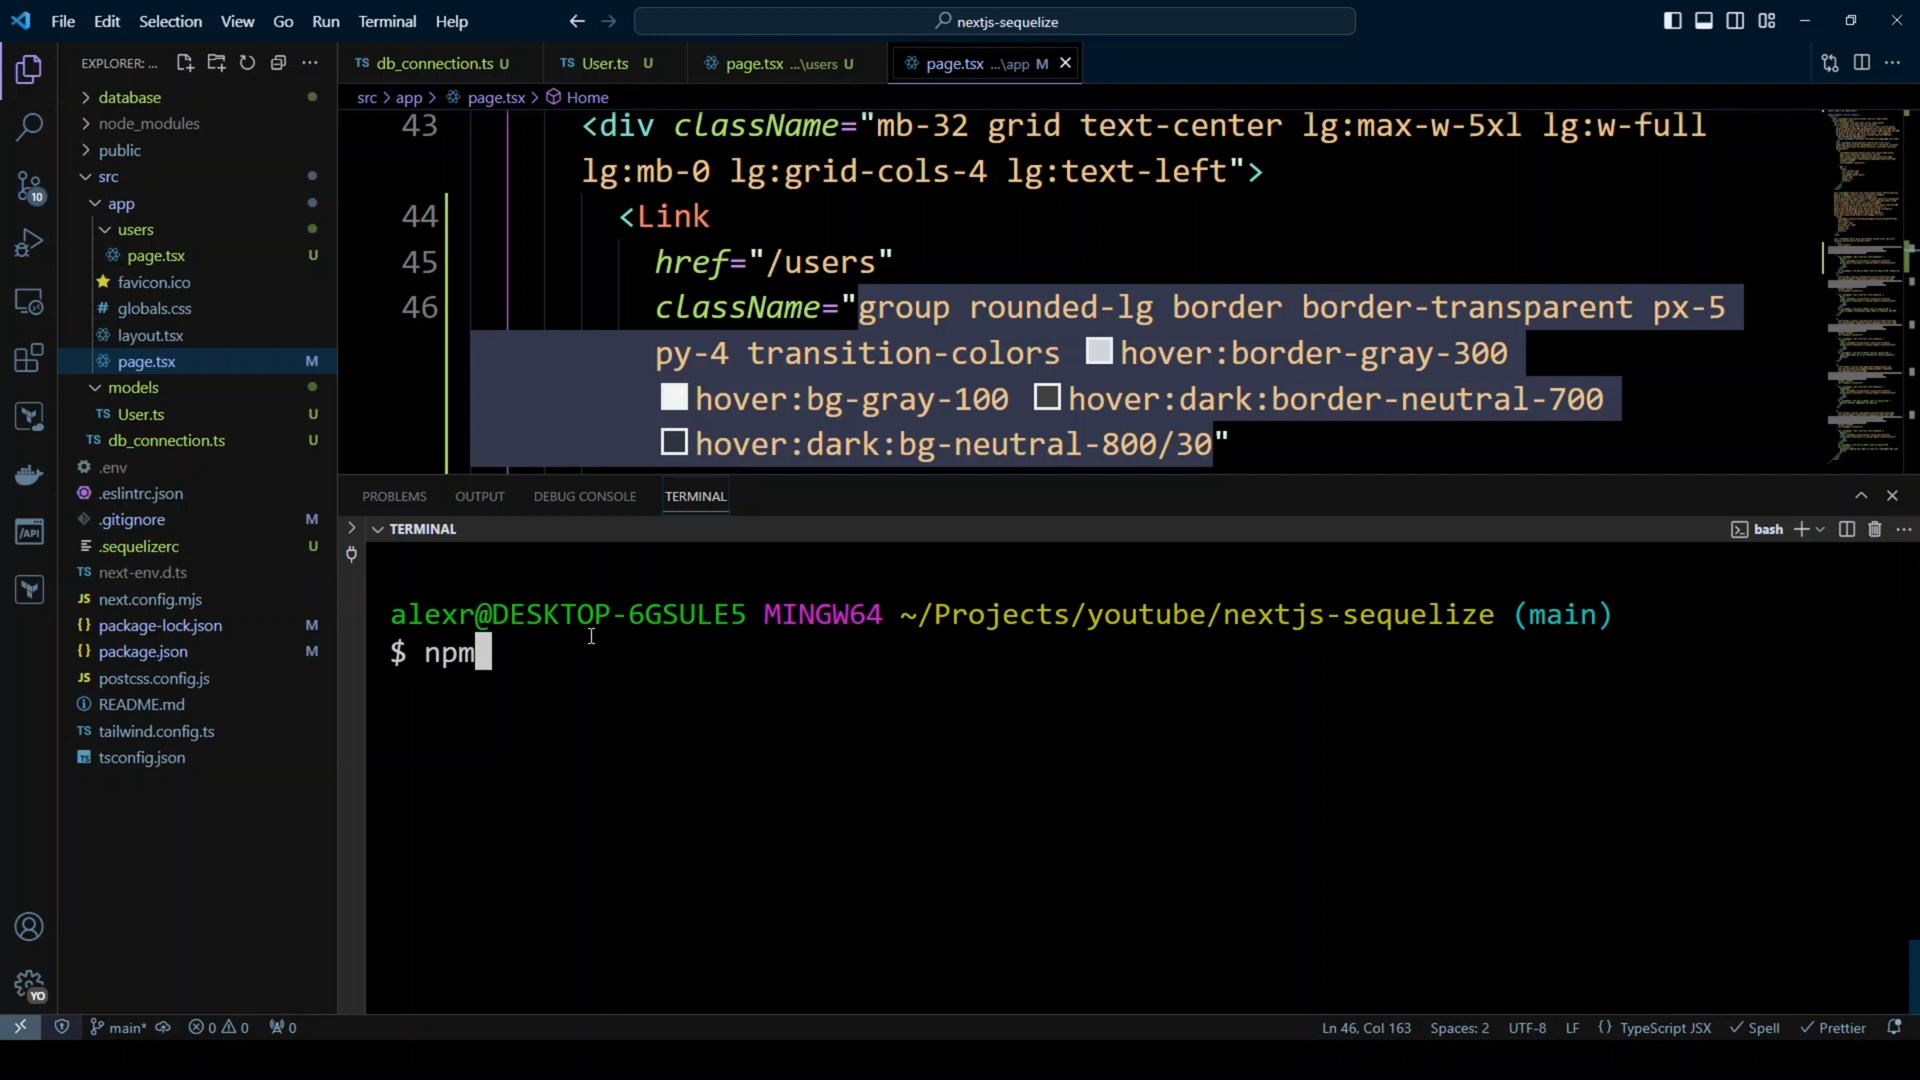 File Edit Selection View Go Run Terminal Help
nextjs-sequelize
EXPLORER: ...
db_connection.ts U
User.ts U
page.tsx ...\users U
page.tsx ...\app M
src > app > page.tsx > Home
database
node_modules
public
src
app
users
page.tsx U
favicon.ico
globals.css
layout.tsx
page.tsx M
models
User.ts U
db_connection.ts U
.env
.eslintrc.json
.gitignore M
.sequelizerc U
next-env.d.ts
next.config.mjs
package-lock.json M
package.json M
postcss.config.js
README.md
tailwind.config.ts
tsconfig.json
10
YO
43 <div className="mb-32 grid text-center lg:max-w-5xl lg:w-full
lg:mb-0 lg:grid-cols-4 lg:text-left">
44 <Link
45 href="/users"
46 className="group rounded-lg border border-transparent px-5
py-4 transition-colors hover:border-gray-300
hover:bg-gray-100 hover:dark:border-neutral-700
hover:dark:bg-neutral-800/30"
PROBLEMS OUTPUT DEBUG CONSOLE TERMINAL
TERMINAL
bash
alexr@DESKTOP-6GSULE5 MINGW64 ~/Projects/youtube/nextjs-sequelize (main)
$ npm
main* 0 0 0
Ln 46, Col 163 Spaces: 2 UTF-8 LF {} TypeScript JSX Spell Prettier